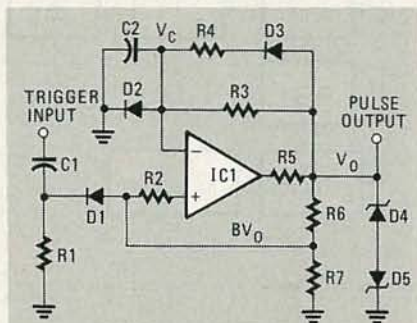 C2
V_C
R4
D3
TRIGGER
INPUT
D2
R3
PULSE
OUTPUT
C1
R2
−
+
IC1
R5
V_O
D1
R6
D4
BV_O
R1
R7
D5